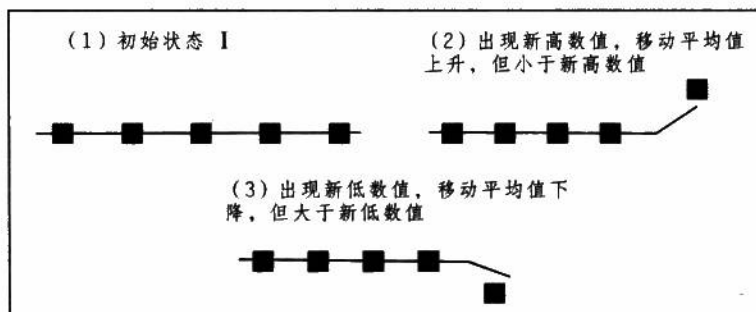 (1)初始状态 Ⅰ
(2)出现新高数值,移动平均值
上升,但小于新高数值
(3)出现新低数值,移动平均值下
降,但大于新低数值